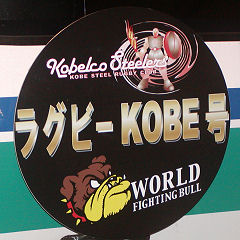 Kobelco Steelers
KOBE STEEL RUGBY CLUB
ラグビーKOBE号
WORLD
FIGHTING BULL